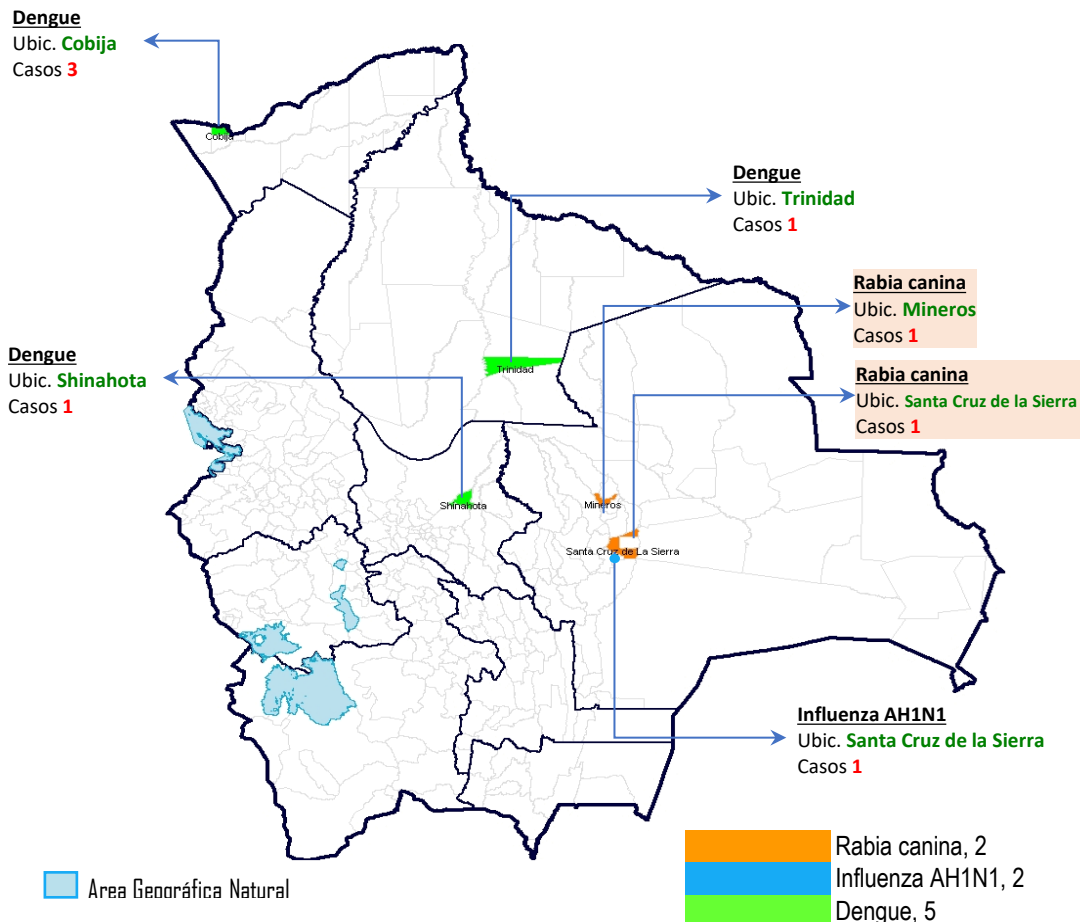 Dengue
Ubic. Cobija
Casos 3
Cobija
Dengue
Ubic. Trinidad
Casos 1
Rabia canina
Ubic. Mineros
Casos 1
Dengue
Ubic. Shinahota
Casos 1
Trinidad
Rabia canina
Ubic. Santa Cruz de la Sierra
Casos 1
Shinahota
Mineros
Santa Cruz de La Sierra
Influenza AH1N1
Ubic. Santa Cruz de la Sierra
Casos 1
Area Geográfica Natural
Rabia canina, 2
Influenza AH1N1, 2
Dengue, 5